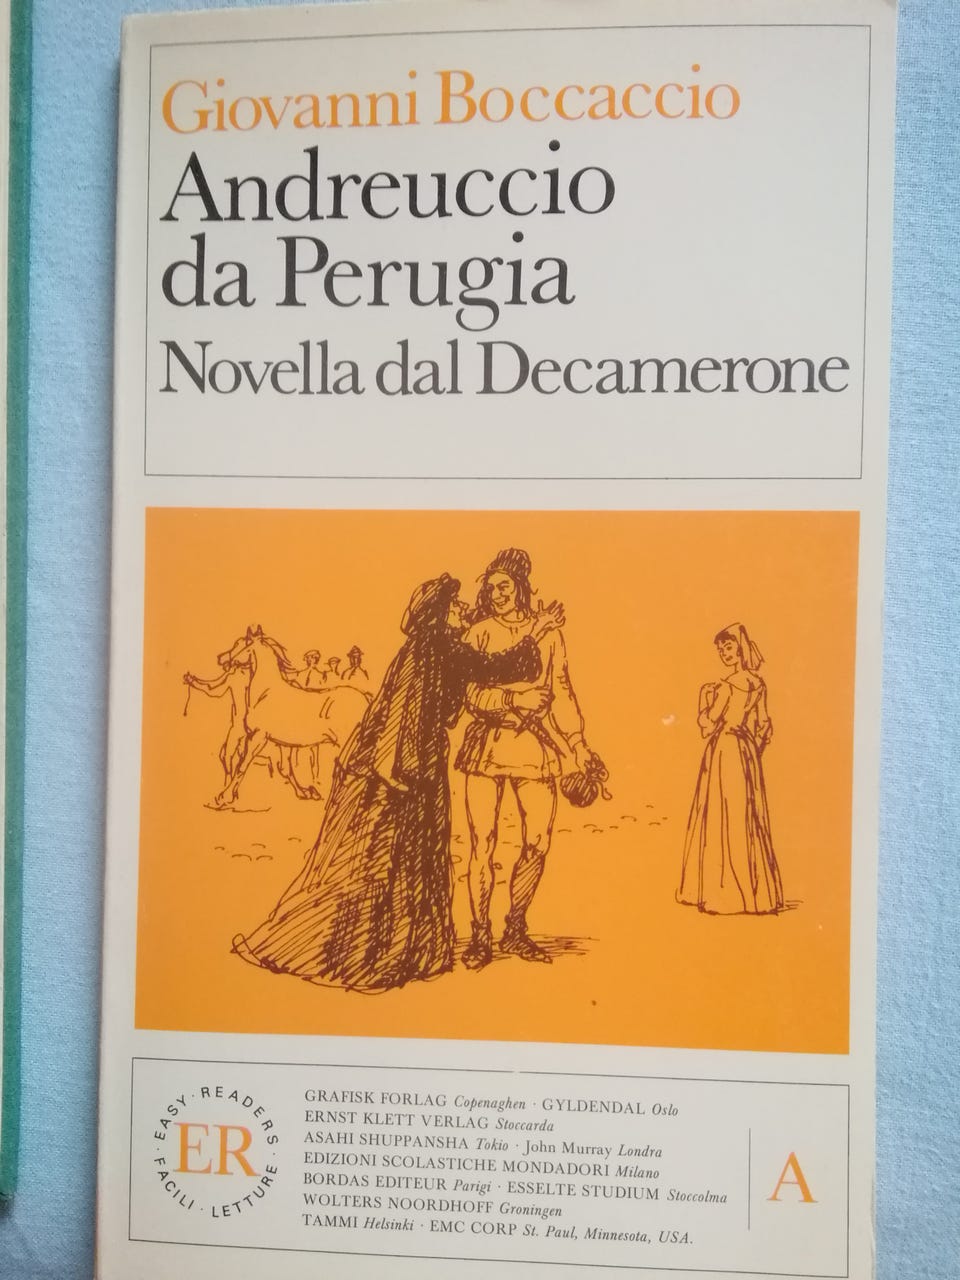 Giovanni Boccaccio
Andreuccio
da Perugia
Novella dal Decamerone
EASY · READERS ·
ER
FACILI · LETTURE ·
GRAFISK FORLAG Copenaghen · GYLDENDAL Oslo
ERNST KLETT VERLAG Stoccarda
ASAHI SHUPPANSHA Tokio · John Murray Londra
EDIZIONI SCOLASTICHE MONDADORI Milano
BORDAS EDITEUR Parigi · ESSELTE STUDIUM Stoccolma
WOLTERS NOORDHOFF Groningen
TAMMI Helsinki · EMC CORP St. Paul, Minnesota, USA.
A